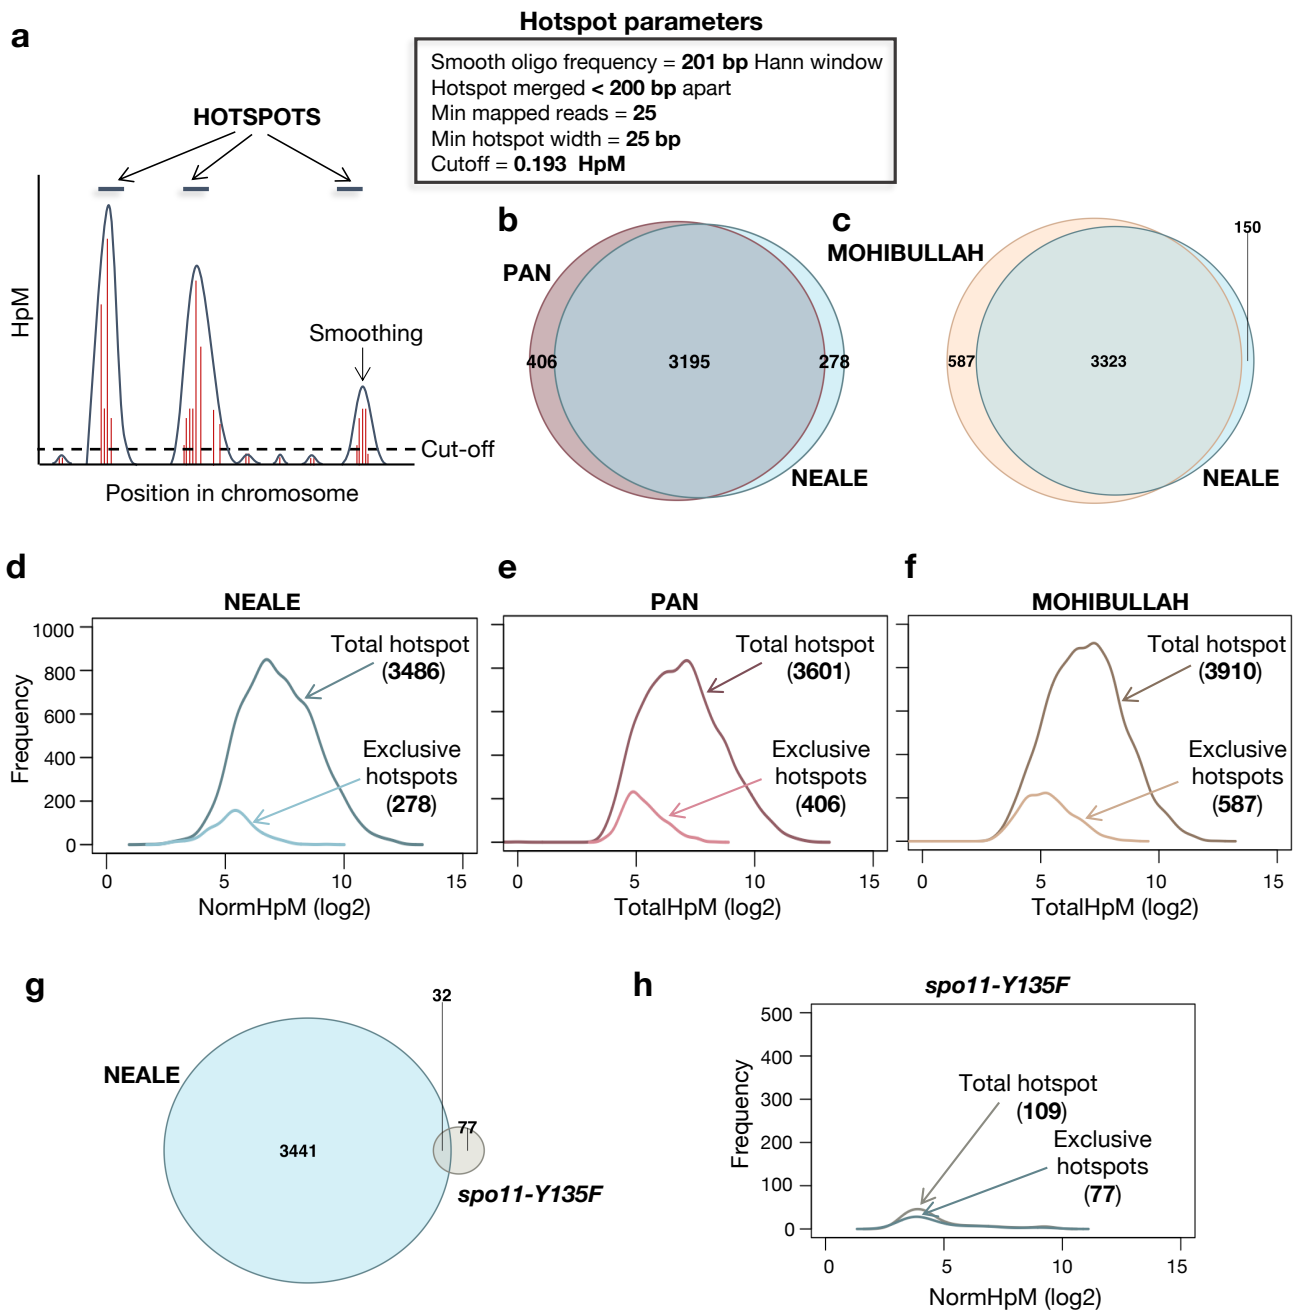 a
Hotspot parameters
Smooth oligo frequency = 201 bp Hann window
Hotspot merged < 200 bp apart
Min mapped reads = 25
Min hotspot width = 25 bp
Cutoff = 0.193 HpM
HOTSPOTS
HpM
Smoothing
Cut-off
Position in chromosome
b
PAN
406
3195
278
NEALE
c
MOHIBULLAH
150
587
3323
NEALE
d
NEALE
Total hotspot
(3486)
Exclusive
hotspots
(278)
Frequency
1000
800
600
400
200
0
0 5 10 15
NormHpM (log2)
e
PAN
Total hotspot
(3601)
Exclusive
hotspots
(406)
0 5 10 15
TotalHpM (log2)
f
MOHIBULLAH
Total hotspot
(3910)
Exclusive
hotspots
(587)
0 5 10 15
TotalHpM (log2)
g
32
NEALE
77
3441
spo11-Y135F
h
spo11-Y135F
Frequency
500
400
300
200
100
0
Total hotspot
(109)
Exclusive
hotspots
(77)
0 5 10 15
NormHpM (log2)